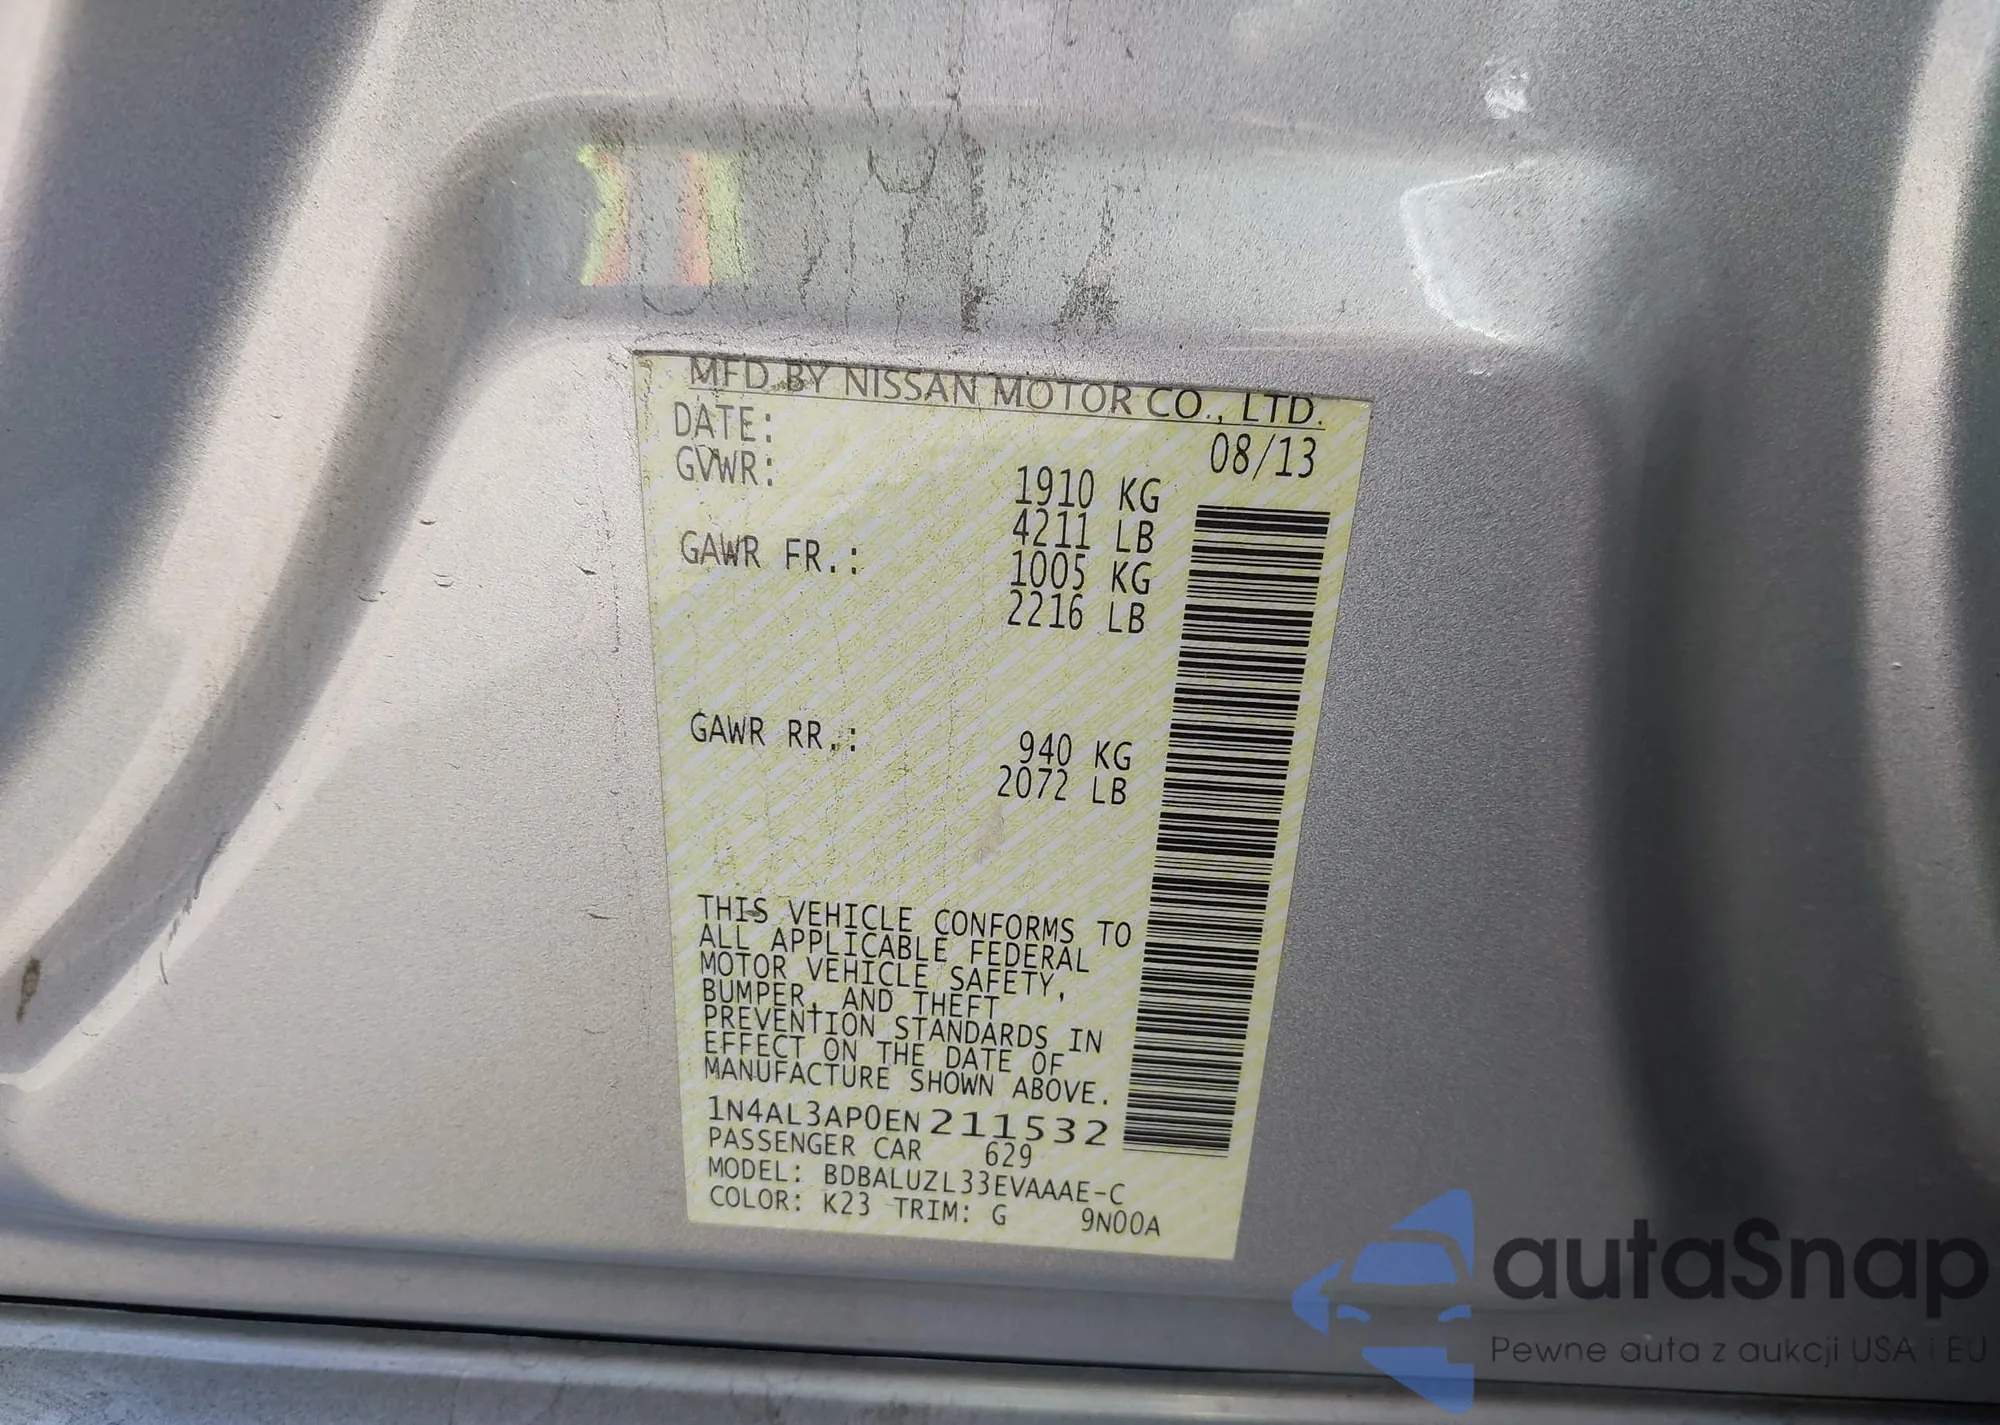 MFD BY NISSAN MOTOR CO., LTD.
DATE: 08/13
GVWR: 1910 KG
4211 LB
GAWR FR.: 1005 KG
2216 LB
GAWR RR.: 940 KG
2072 LB
THIS VEHICLE CONFORMS TO
ALL APPLICABLE FEDERAL
MOTOR VEHICLE SAFETY,
BUMPER, AND THEFT
PREVENTION STANDARDS IN
EFFECT ON THE DATE OF
MANUFACTURE SHOWN ABOVE.
1N4AL3AP0EN211532
PASSENGER CAR 629
MODEL: BDBALUZL33EVAAAE-C
COLOR: K23 TRIM: G 9N00A
autaSnap
Pewne auta z aukcji USA i EU